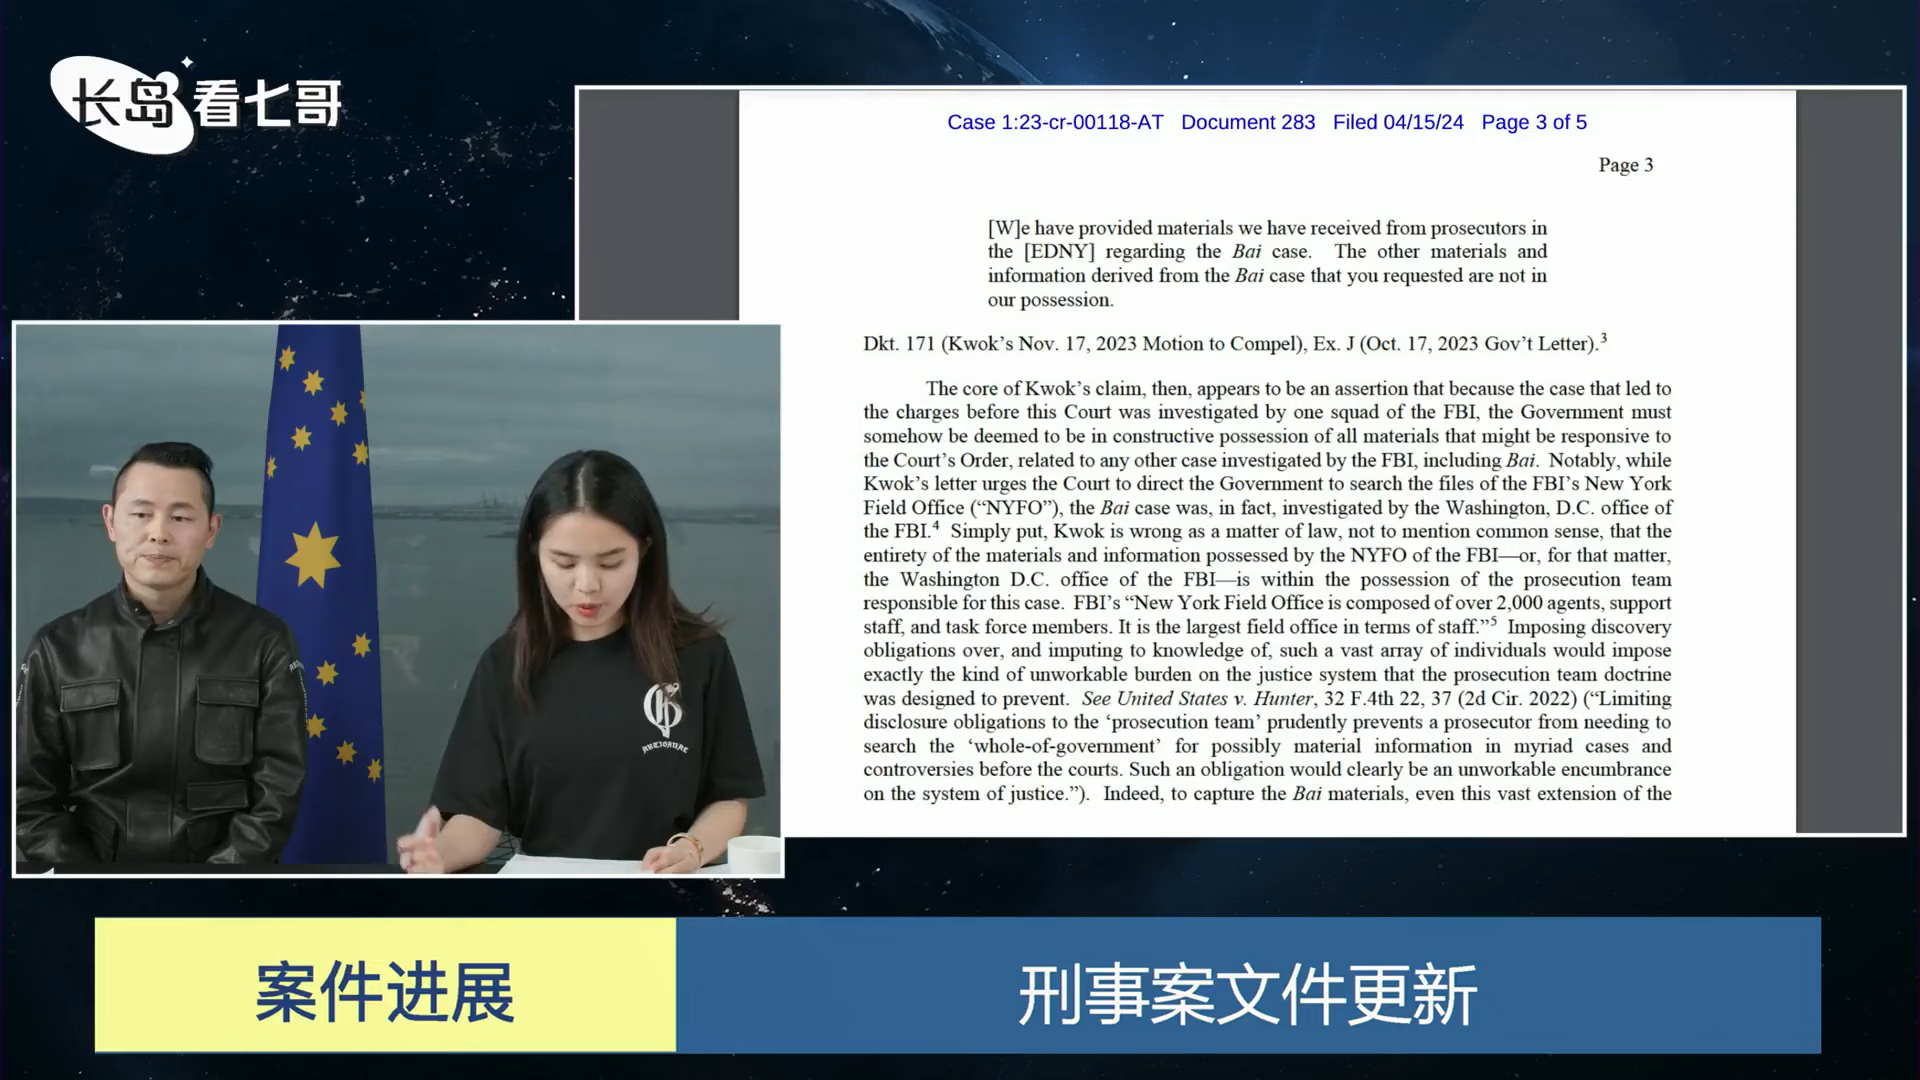 长岛看七哥
Case 1:23-cr-00118-AT Document 283 Filed 04/15/24 Page 3 of 5
Page 3
[W]e have provided materials we have received from prosecutors in
the [EDNY] regarding the Bai case. The other materials and
information derived from the Bai case that you requested are not in
our possession.
Dkt. 171 (Kwok’s Nov. 17, 2023 Motion to Compel), Ex. J (Oct. 17, 2023 Gov’t Letter).3
The core of Kwok’s claim, then, appears to be an assertion that because the case that led to
the charges before this Court was investigated by one squad of the FBI, the Government must
somehow be deemed to be in constructive possession of all materials that might be responsive to
the Court’s Order, related to any other case investigated by the FBI, including Bai. Notably, while
Kwok’s letter urges the Court to direct the Government to search the files of the FBI’s New York
Field Office (“NYFO”), the Bai case was, in fact, investigated by the Washington, D.C. office of
the FBI.4 Simply put, Kwok is wrong as a matter of law, not to mention common sense, that the
entirety of the materials and information possessed by the NYFO of the FBI—or, for that matter,
the Washington D.C. office of the FBI—is within the possession of the prosecution team
responsible for this case. FBI’s “New York Field Office is composed of over 2,000 agents, support
staff, and task force members. It is the largest field office in terms of staff.”5 Imposing discovery
obligations over, and imputing to knowledge of, such a vast array of individuals would impose
exactly the kind of unworkable burden on the justice system that the prosecution team doctrine
was designed to prevent. See United States v. Hunter, 32 F.4th 22, 37 (2d Cir. 2022) (“Limiting
disclosure obligations to the ‘prosecution team’ prudently prevents a prosecutor from needing to
search the ‘whole-of-government’ for possibly material information in myriad cases and
controversies before the courts. Such an obligation would clearly be an unworkable encumbrance
on the system of justice.”). Indeed, to capture the Bai materials, even this vast extension of the
案件进展
刑事案文件更新